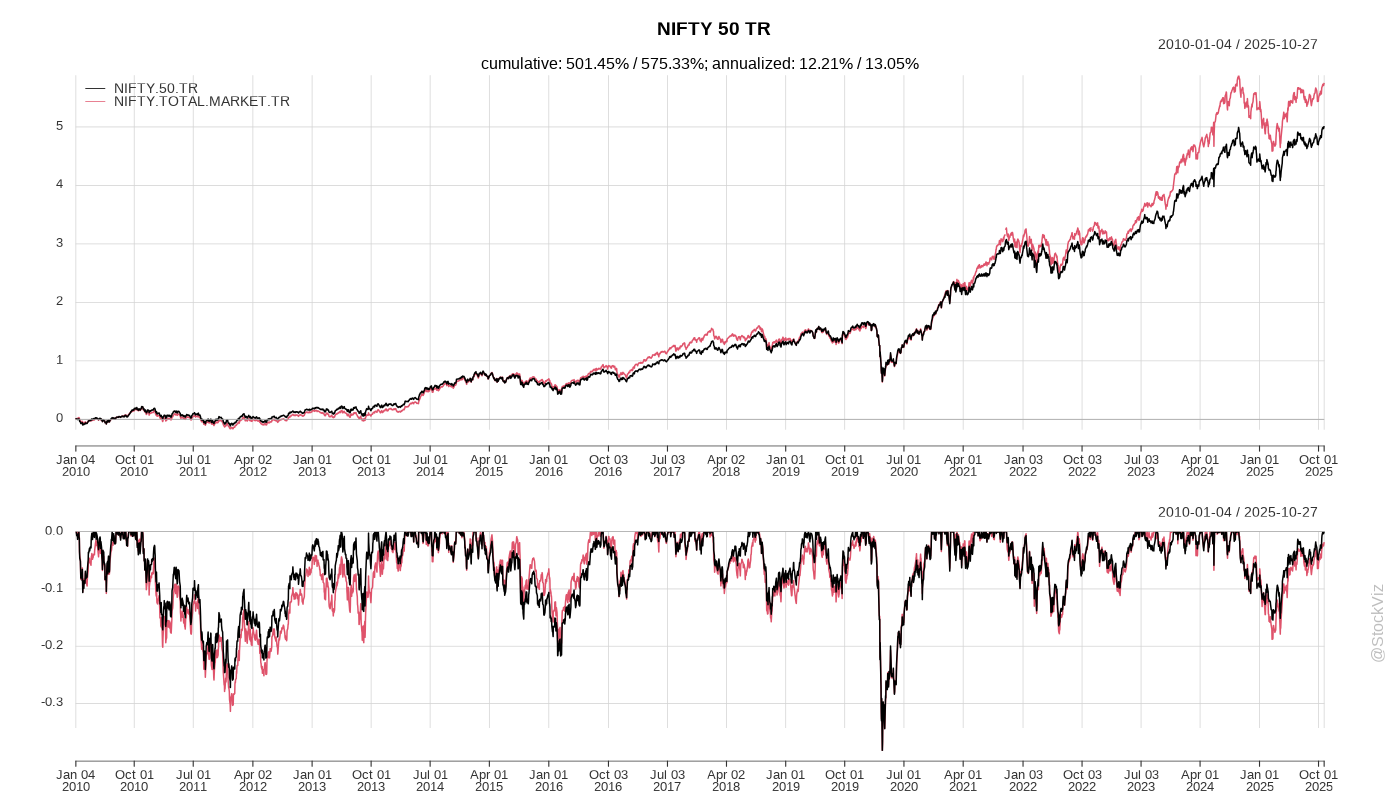 NIFTY 50 TR
2010-01-04 / 2025-10-27
cumulative: 501.45% / 575.33%; annualized: 12.21% / 13.05%
NIFTY.50.TR
NIFTY.TOTAL.MARKET.TR
5
4
3
2
1
0
Jan 04 Oct 01 Jul 01 Apr 02 Jan 01 Oct 01 Jul 01 Apr 01 Jan 01 Oct 03 Jul 03 Apr 02 Jan 01 Oct 01 Jul 01 Apr 01 Jan 03 Oct 03 Jul 03 Apr 01 Jan 01 Oct 01
2010 2010 2011 2012 2013 2013 2014 2015 2016 2016 2017 2018 2019 2019 2020 2021 2022 2022 2023 2024 2025 2025
2010-01-04 / 2025-10-27
0.0
-0.1
-0.2
-0.3
Jan 04 Oct 01 Jul 01 Apr 02 Jan 01 Oct 01 Jul 01 Apr 01 Jan 01 Oct 03 Jul 03 Apr 02 Jan 01 Oct 01 Jul 01 Apr 01 Jan 03 Oct 03 Jul 03 Apr 01 Jan 01 Oct 01
2010 2010 2011 2012 2013 2013 2014 2015 2016 2016 2017 2018 2019 2019 2020 2021 2022 2022 2023 2024 2025 2025
@StockViz